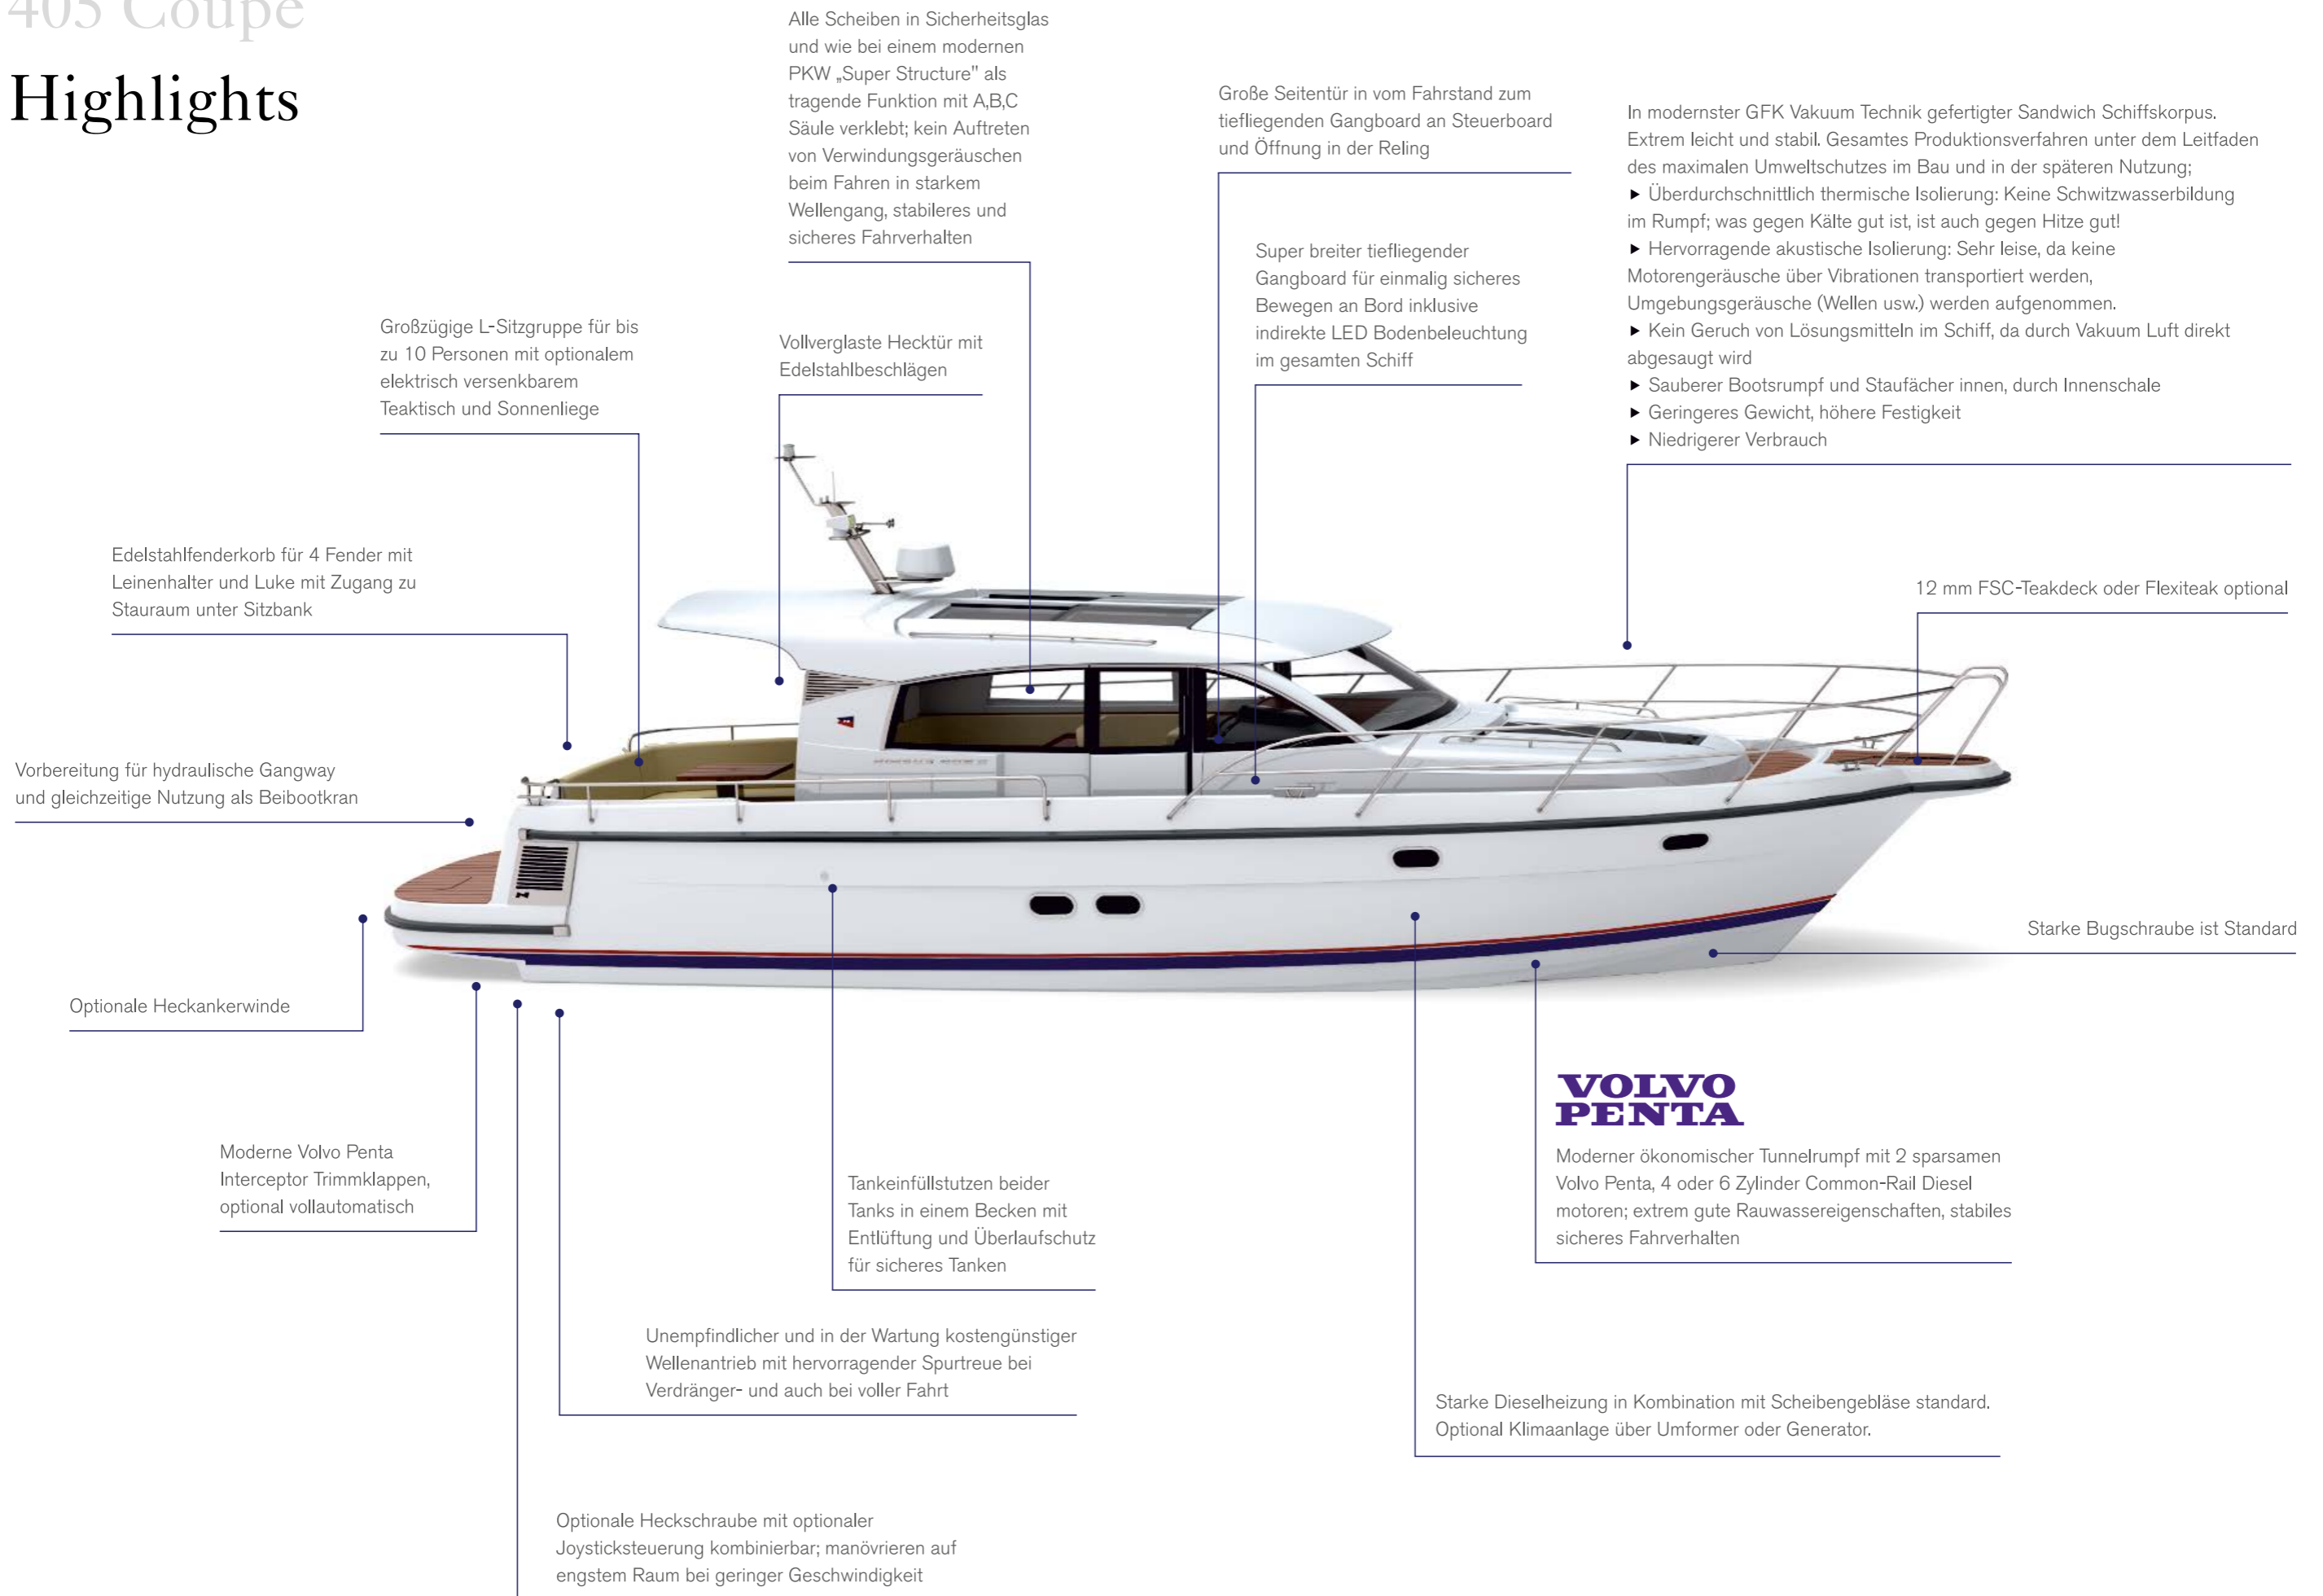 405 Coupé
Highlights
Alle Scheiben in Sicherheitsglas
und wie bei einem modernen
PKW „Super Structure" als
tragende Funktion mit A,B,C
Säule verklebt; kein Auftreten
von Verwindungsgeräuschen
beim Fahren in starkem
Wellengang, stabileres und
sicheres Fahrverhalten
Große Seitentür in vom Fahrstand zum
tiefliegenden Gangboard an Steuerboard
und Öffnung in der Reling
In modernster GFK Vakuum Technik gefertigter Sandwich Schiffskorpus.
Extrem leicht und stabil. Gesamtes Produktionsverfahren unter dem Leitfaden
des maximalen Umweltschutzes im Bau und in der späteren Nutzung;
▶ Überdurchschnittlich thermische Isolierung: Keine Schwitzwasserbildung
im Rumpf; was gegen Kälte gut ist, ist auch gegen Hitze gut!
▶ Hervorragende akustische Isolierung: Sehr leise, da keine
Motorengeräusche über Vibrationen transportiert werden,
Umgebungsgeräusche (Wellen usw.) werden aufgenommen.
▶ Kein Geruch von Lösungsmitteln im Schiff, da durch Vakuum Luft direkt
abgesaugt wird
▶ Sauberer Bootsrumpf und Staufächer innen, durch Innenschale
▶ Geringeres Gewicht, höhere Festigkeit
▶ Niedrigerer Verbrauch
Super breiter tiefliegender
Gangboard für einmalig sicheres
Bewegen an Bord inklusive
indirekte LED Bodenbeleuchtung
im gesamten Schiff
Großzügige L-Sitzgruppe für bis
zu 10 Personen mit optionalem
elektrisch versenkbarem
Teaktisch und Sonnenliege
Vollverglaste Hecktür mit
Edelstahlbeschlägen
Edelstahlfenderkorb für 4 Fender mit
Leinenhalter und Luke mit Zugang zu
Stauraum unter Sitzbank
12 mm FSC-Teakdeck oder Flexiteak optional
Vorbereitung für hydraulische Gangway
und gleichzeitige Nutzung als Beibootkran
Starke Bugschraube ist Standard
Optionale Heckankerwinde
VOLVO
PENTA
Moderner ökonomischer Tunnelrumpf mit 2 sparsamen
Volvo Penta, 4 oder 6 Zylinder Common-Rail Diesel
motoren; extrem gute Rauwassereigenschaften, stabiles
sicheres Fahrverhalten
Moderne Volvo Penta
Interceptor Trimmklappen,
optional vollautomatisch
Tankeinfüllstutzen beider
Tanks in einem Becken mit
Entlüftung und Überlaufschutz
für sicheres Tanken
Unempfindlicher und in der Wartung kostengünstiger
Wellenantrieb mit hervorragender Spurtreue bei
Verdränger- und auch bei voller Fahrt
Starke Dieselheizung in Kombination mit Scheibengebläse standard.
Optional Klimaanlage über Umformer oder Generator.
Optionale Heckschraube mit optionaler
Joysticksteuerung kombinierbar; manövrieren auf
engstem Raum bei geringer Geschwindigkeit